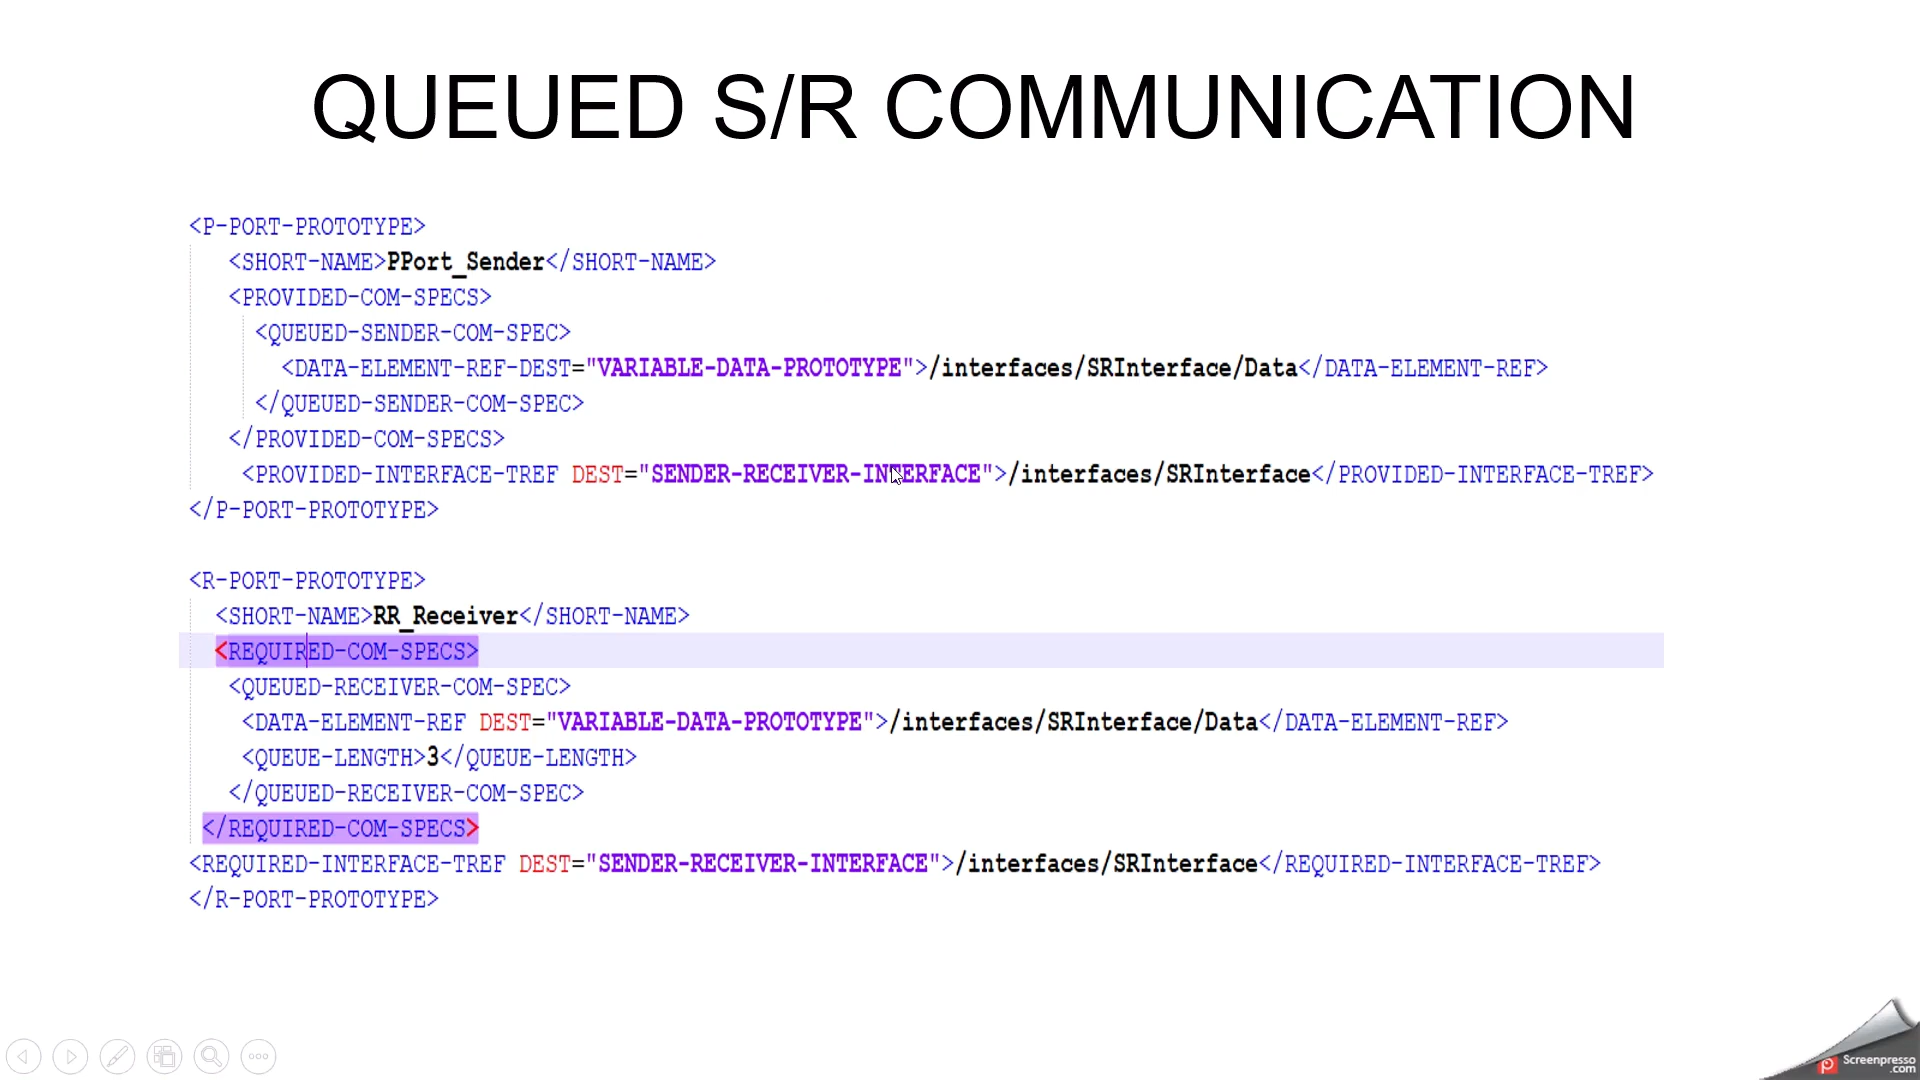 QUEUED S/R COMMUNICATION
<P-PORT-PROTOTYPE>
<SHORT-NAME>PPort_Sender</SHORT-NAME>
<PROVIDED-COM-SPECS>
<QUEUED-SENDER-COM-SPEC>
<DATA-ELEMENT-REF-DEST="VARIABLE-DATA-PROTOTYPE">/interfaces/SRInterface/Data</DATA-ELEMENT-REF>
</QUEUED-SENDER-COM-SPEC>
</PROVIDED-COM-SPECS>
<PROVIDED-INTERFACE-TREF DEST="SENDER-RECEIVER-INTERFACE">/interfaces/SRInterface</PROVIDED-INTERFACE-TREF>
</P-PORT-PROTOTYPE>
<R-PORT-PROTOTYPE>
<SHORT-NAME>RR_Receiver</SHORT-NAME>
<REQUIRED-COM-SPECS>
<QUEUED-RECEIVER-COM-SPEC>
<DATA-ELEMENT-REF DEST="VARIABLE-DATA-PROTOTYPE">/interfaces/SRInterface/Data</DATA-ELEMENT-REF>
<QUEUE-LENGTH>3</QUEUE-LENGTH>
</QUEUED-RECEIVER-COM-SPEC>
</REQUIRED-COM-SPECS>
<REQUIRED-INTERFACE-TREF DEST="SENDER-RECEIVER-INTERFACE">/interfaces/SRInterface</REQUIRED-INTERFACE-TREF>
</R-PORT-PROTOTYPE>
Screenpresso
.com